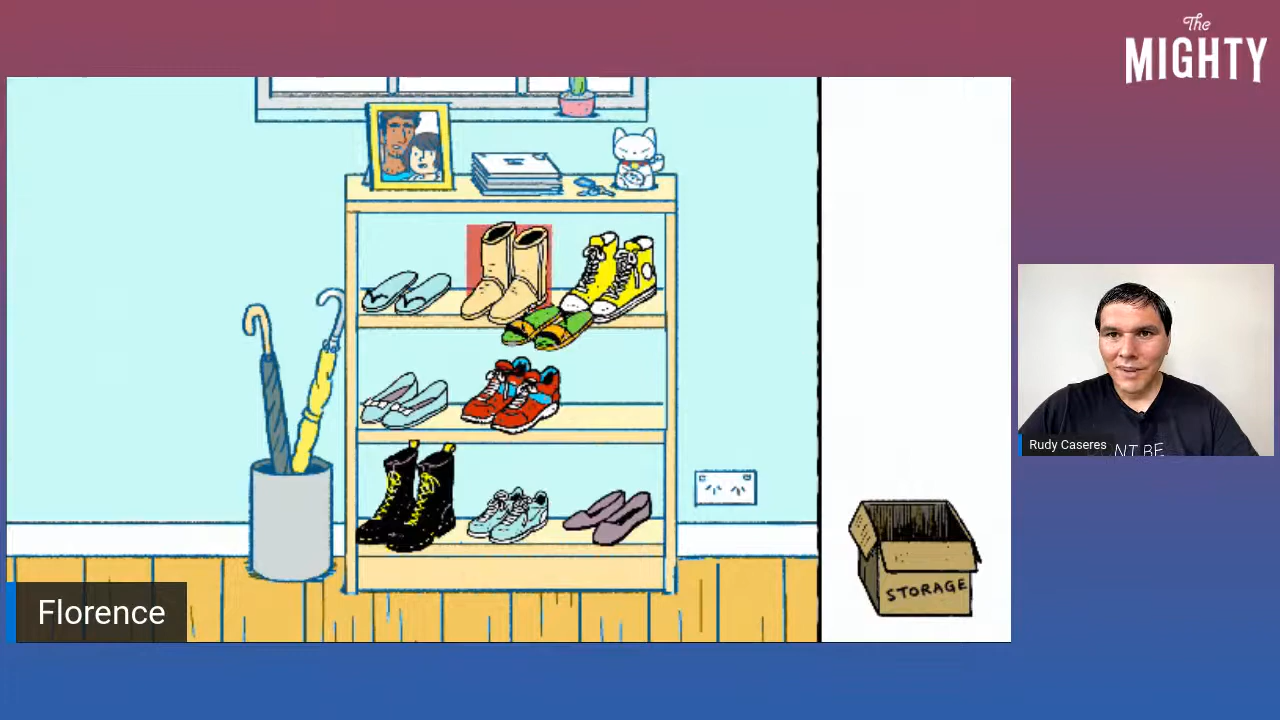 The
MIGHTY
STORAGE
Rudy Caseres
NT BE
Florence